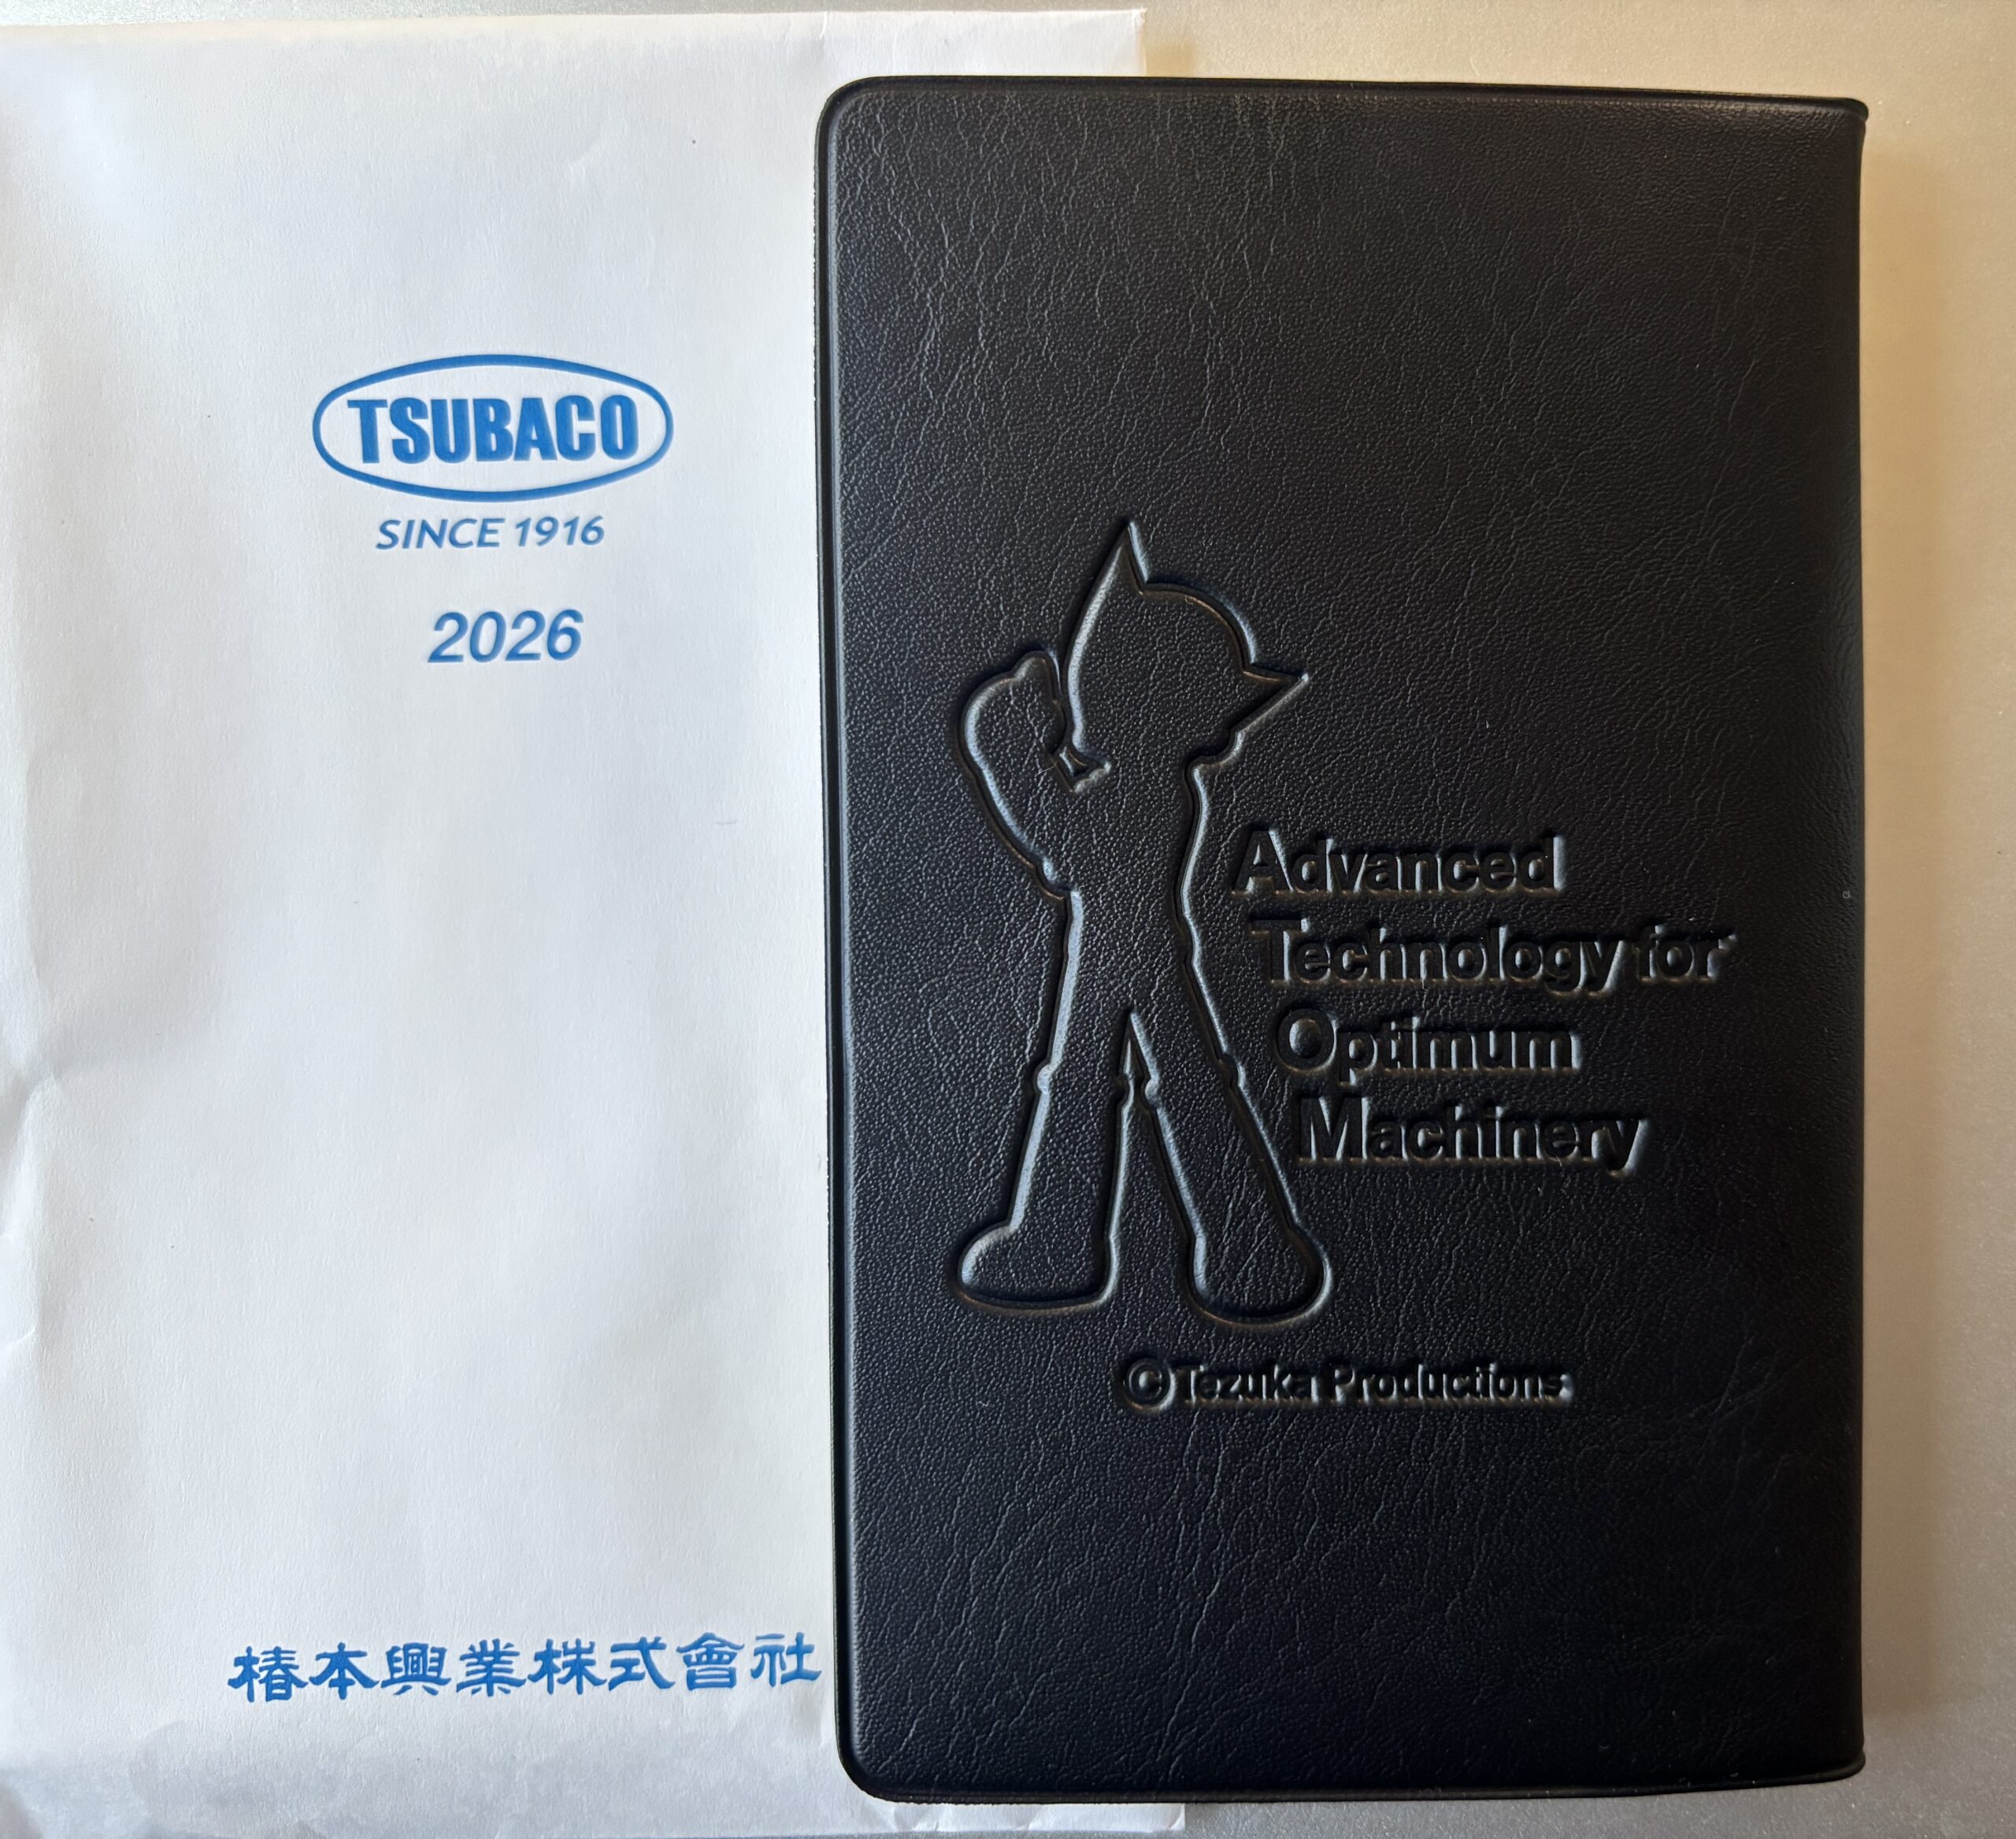 TSUBACO
SINCE 1916
2026
椿本興業株式會社
Advanced
Technology for
Optimum
Machinery
©Tezuka Productions